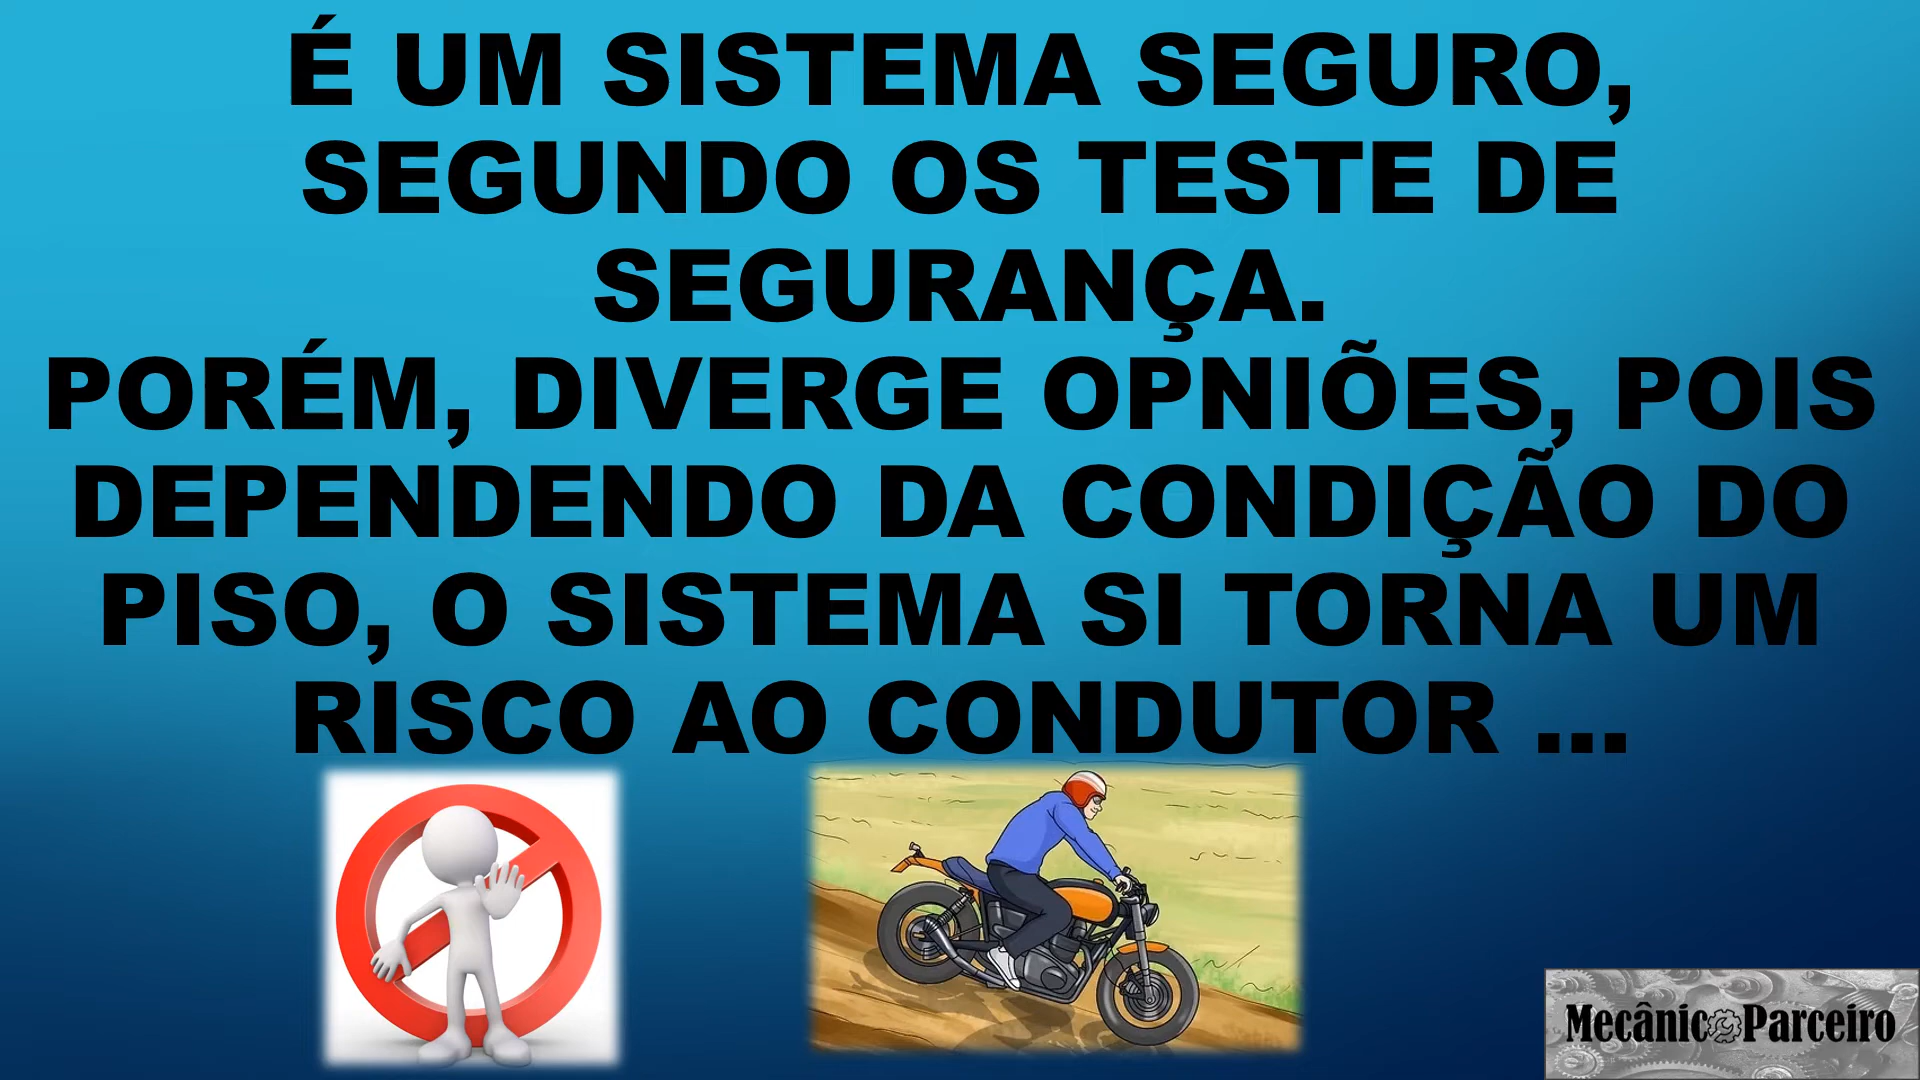 É UM SISTEMA SEGURO,
SEGUNDO OS TESTE DE
SEGURANÇA.
PORÉM, DIVERGE OPNIÕES, POIS
DEPENDENDO DA CONDIÇÃO DO
PISO, O SISTEMA SI TORNA UM
RISCO AO CONDUTOR ...
Mecânico Parceiro